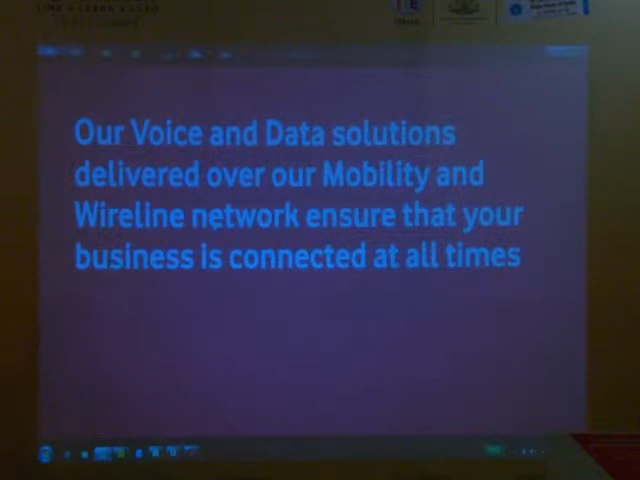 Our Voice and Data solutions
delivered over our Mobility and
Wireline network ensure that your
business is connected at all times